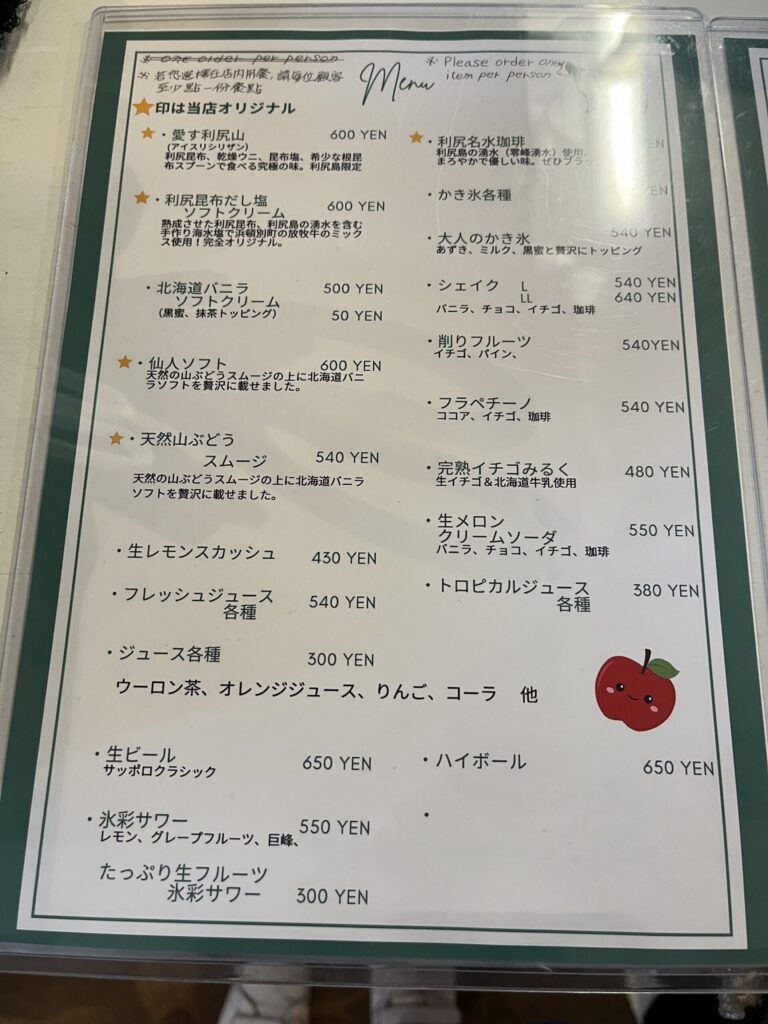 ※ one order per person
※ Please order one item per person
※ 若您選擇在店內用餐,請每位顧客
至少點一份餐點
Menu
印は当店オリジナル
・愛す利尻山 600 YEN
(アイスリシリザン)
利尻昆布、乾燥ウニ、昆布塩、希少な根昆
布スプーンで食べる究極の味。利尻島限定
・利尻昆布だし塩
ソフトクリーム 600 YEN
熟成させた利尻昆布、利尻島の湧水を含む
手作り海水塩で浜頓別町の放牧牛のミック
ス使用!完全オリジナル。
・北海道バニラ 500 YEN
ソフトクリーム
(黒蜜、抹茶トッピング) 50 YEN
・仙人ソフト 600 YEN
天然の山ぶどうスムージの上に北海道バニ
ラソフトを贅沢に載せました。
・天然山ぶどう
スムージ 540 YEN
天然の山ぶどうスムージの上に北海道バニラ
ソフトを贅沢に載せました。
・生レモンスカッシュ 430 YEN
・フレッシュジュース 540 YEN
各種
・ジュース各種 300 YEN
ウーロン茶、オレンジジュース、りんご、コーラ 他
・利尻名水珈琲 YEN
利尻島の湧水(零峰湧水)使用。
まろやかで優しい味。ぜひブラッ
・かき氷各種 YEN
・大人のかき氷 540 YEN
あずき、ミルク、黒蜜と贅沢にトッピング
・シェイク L 540 YEN
LL 640 YEN
バニラ、チョコ、イチゴ、珈琲
・削りフルーツ 540YEN
イチゴ、パイン、
・フラペチーノ 540 YEN
ココア、イチゴ、珈琲
・完熟イチゴみるく 480 YEN
生イチゴ&北海道牛乳使用
・生メロン
クリームソーダ 550 YEN
バニラ、チョコ、イチゴ、珈琲
・トロピカルジュース 380 YEN
各種
・生ビール 650 YEN
サッポロクラシック
・氷彩サワー 550 YEN
レモン、グレープフルーツ、巨峰、
たっぷり生フルーツ
氷彩サワー 300 YEN
・ハイボール 650 YEN
・